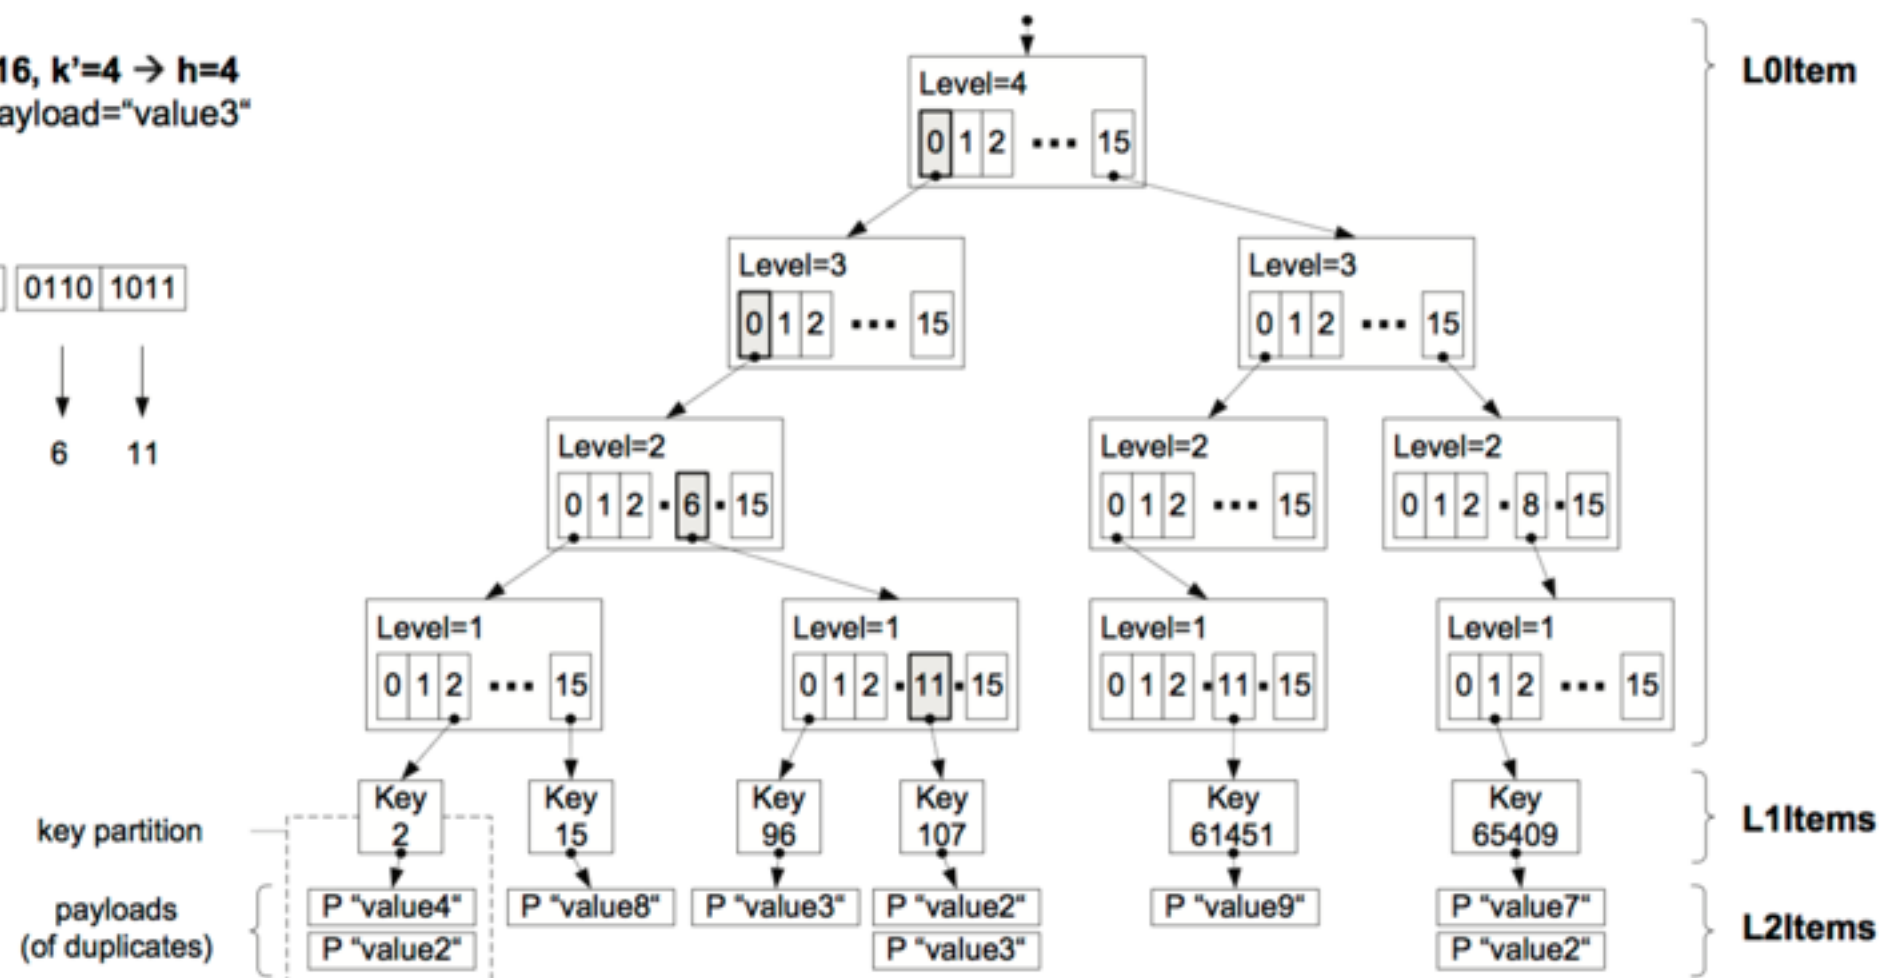 16, k’=4 → h=4
ayload=“value3“
L0Item
Level=4
0 1 2 ... 15
Level=3
0 1 2 ... 15
Level=3
0 1 2 ... 15
0110 1011
6 11
Level=2
0 1 2 . 6 . 15
Level=2
0 1 2 ... 15
Level=2
0 1 2 . 8 . 15
Level=1
0 1 2 ... 15
Level=1
0 1 2 . 11 . 15
Level=1
0 1 2 . 11 . 15
Level=1
0 1 2 ... 15
key partition
Key
2
Key
15
Key
96
Key
107
Key
61451
Key
65409
L1Items
payloads
(of duplicates)
P “value4“
P “value2“
P “value8“
P “value3“
P “value2“
P “value3“
P “value9“
P “value7“
P “value2“
L2Items